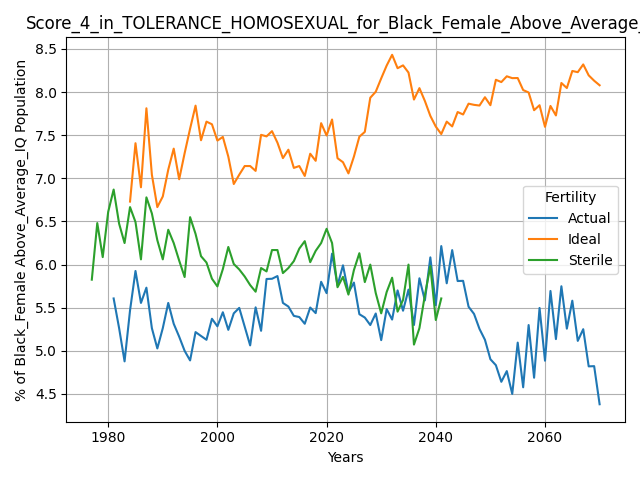 Score_4_in_TOLERANCE_HOMOSEXUAL_for_Black_Female_Above_Average_
% of Black_Female Above_Average_IQ Population
8.5
8.0
7.5
7.0
6.5
6.0
5.5
5.0
4.5
Fertility
Actual
Ideal
Sterile
1980
2000
2020
2040
2060
Years